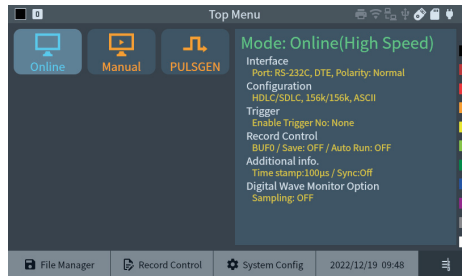 0 Top Menu
Online Manual PULSGEN
Mode: Online(High Speed)
Interface
Port: RS-232C, DTE, Polarity: Normal
Configuration
HDLC/SDLC, 156k/156k, ASCII
Trigger
Enable Trigger No: None
Record Control
BUF0 / Save: OFF / Auto Run: OFF
Additional info.
Time stamp:100µs / Sync:Off
Digital Wave Monitor Option
Sampling: OFF
File Manager Record Control System Config 2022/12/19 09:48